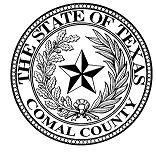 THE STATE OF TEXAS
COMAL COUNTY